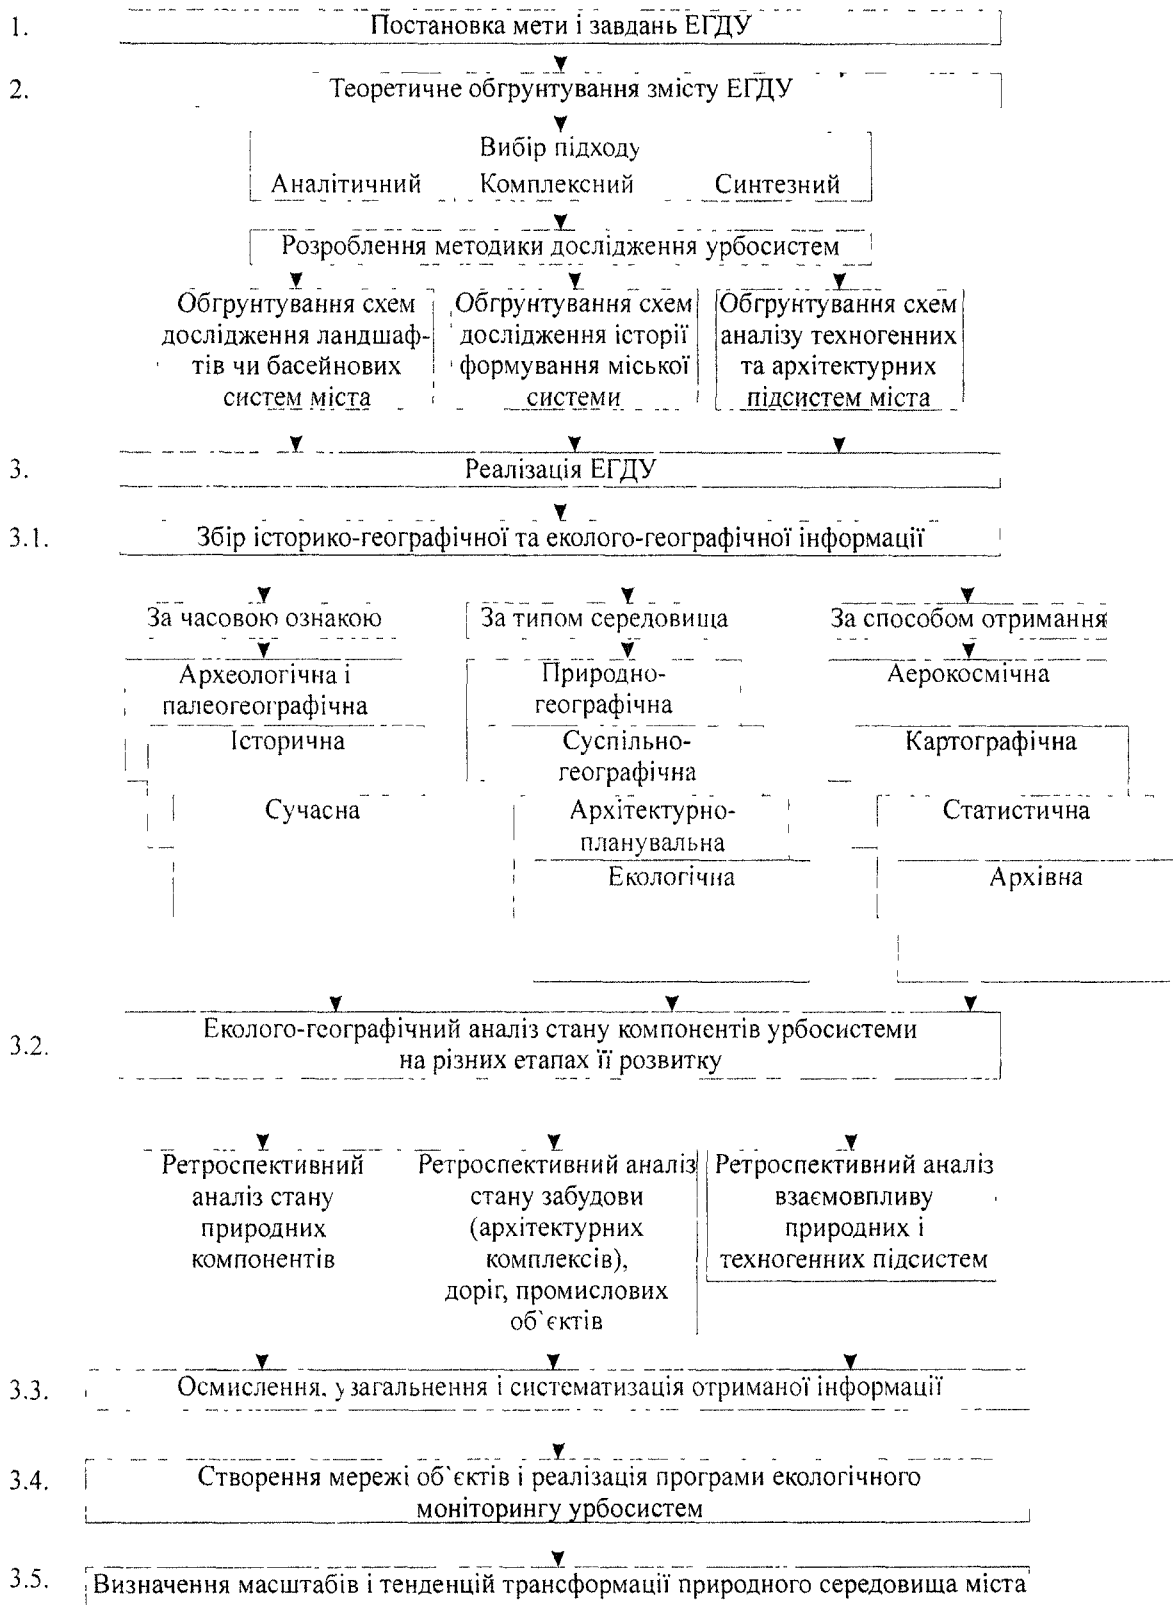 1. Постановка мети і завдань ЕГДУ
2. Теоретичне обгрунтування змісту ЕГДУ
Вибір підходу
Аналітичний Комплексний Синтезний
Розроблення методики дослідження урбосистем
Обгрунтування схем
дослідження ландшаф-
тів чи басейнових
систем міста
Обгрунтування схем
дослідження історії
формування міської
системи
Обгрунтування схем
аналізу техногенних
та архітектурних
підсистем міста
3. Реалізація ЕГДУ
3.1. Збір історико-географічної та еколого-географічної інформації
За часовою ознакою
Археологічна і
палеогеографічна
Історична
Сучасна
За типом середовища
Природно-
географічна
Суспільно-
географічна
Архітектурно-
планувальна
Екологічна
За способом отримання
Аерокосмічна
Картографічна
Статистична
Архівна
3.2. Еколого-географічний аналіз стану компонентів урбосистеми
на різних етапах її розвитку
Ретроспективний
аналіз стану
природних
компонентів
Ретроспективний аналіз
стану забудови
(архітектурних
комплексів),
доріг, промислових
об`єктів
Ретроспективний аналіз
взаємовпливу
природних і
техногенних підсистем
3.3. Осмислення, узагальнення і систематизація отриманої інформації
3.4. Створення мережі об`єктів і реалізація програми екологічного
моніторингу урбосистем
3.5. Визначення масштабів і тенденцій трансформації природного середовища міста